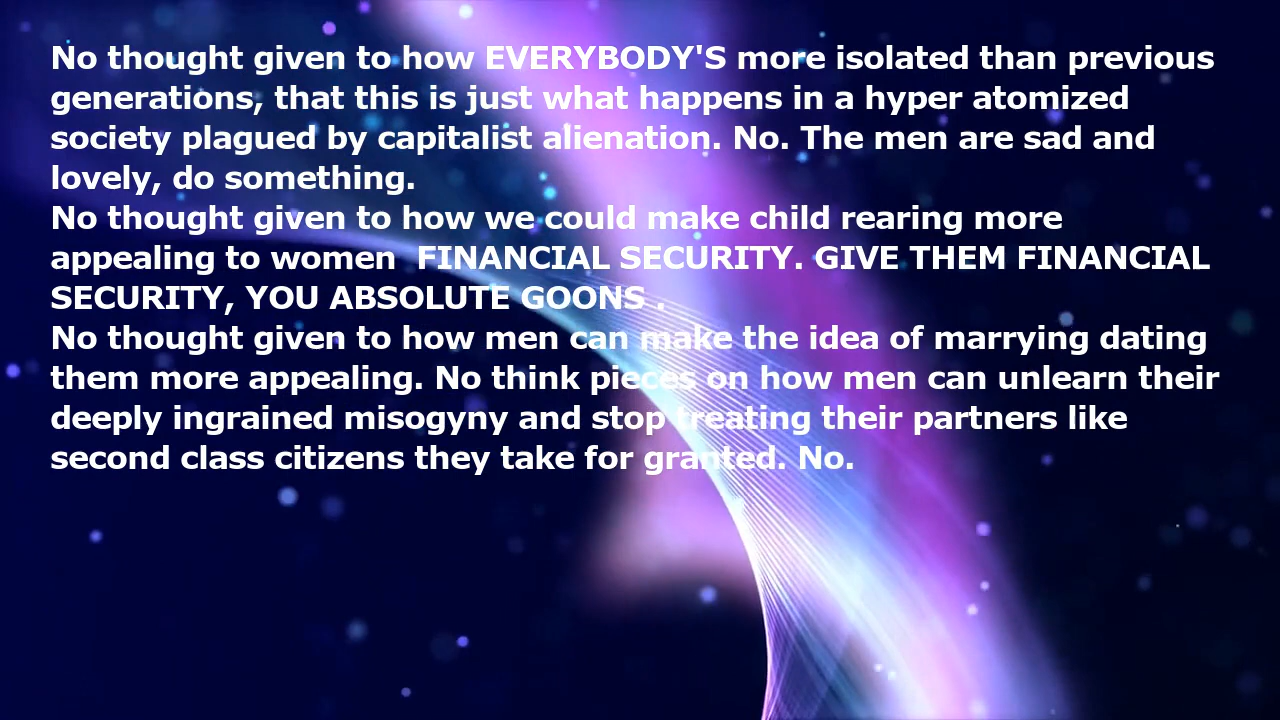 No thought given to how EVERYBODY'S more isolated than previous
generations, that this is just what happens in a hyper atomized
society plagued by capitalist alienation. No. The men are sad and
lovely, do something.
No thought given to how we could make child rearing more
appealing to women  FINANCIAL SECURITY. GIVE THEM FINANCIAL
SECURITY, YOU ABSOLUTE GOONS .
No thought given to how men can make the idea of marrying dating
them more appealing. No think pieces on how men can unlearn their
deeply ingrained misogyny and stop treating their partners like
second class citizens they take for granted. No.